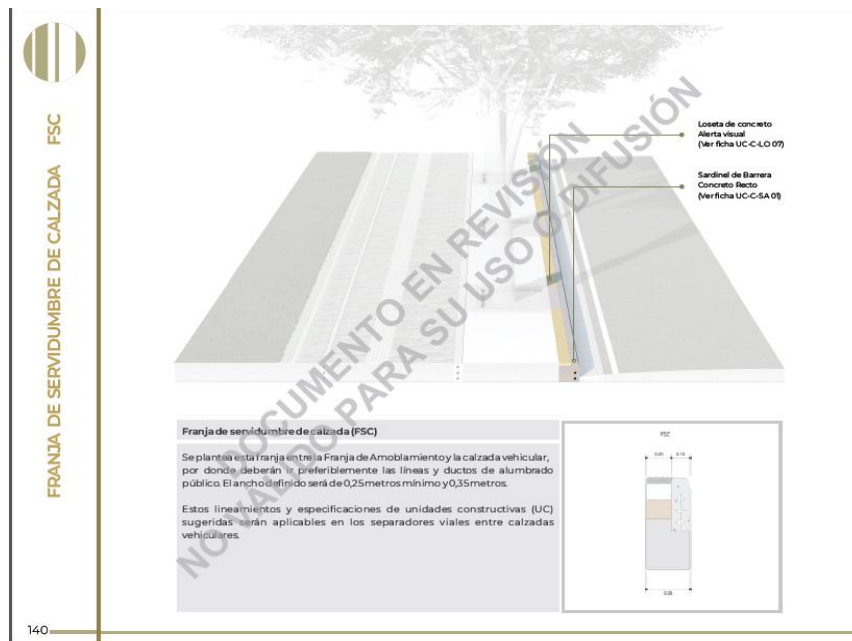 FRANJA DE SERVIDUMBRE DE CALZADA FSC
Loseta de concreto
Alerta visual
(Ver ficha UC-C-LO 07)
Sardinel de Barrera
Concreto Recto
(Ver ficha UC-C-SA 01)
DOCUMENTO EN REVISIÓN
NO VALIDO PARA SU USO O DIFUSIÓN
Franja de servidumbre de calzada (FSC)
Se plantea esta franja entre la Franja de Amoblamiento y la calzada vehicular,
por donde deberán ir preferiblemente las líneas y ductos de alumbrado
público. El ancho definido será de 0,25 metros mínimo y 0,35 metros.
Estos lineamientos y especificaciones de unidades constructivas (UC)
sugeridas serán aplicables en los separadores viales entre calzadas
vehiculares.
FSC
140